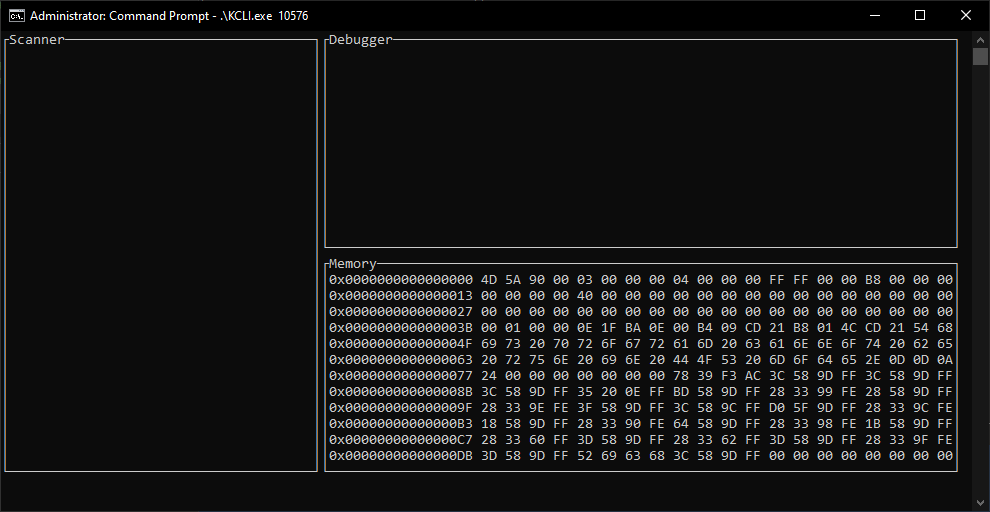 Administrator: Command Prompt - .\KCLI.exe 10576
Scanner
Debugger
Memory
0x0000000000000000 4D 5A 90 00 03 00 00 00 04 00 00 00 FF FF 00 00 B8 00 00 00
0x0000000000000013 00 00 00 00 40 00 00 00 00 00 00 00 00 00 00 00 00 00 00 00
0x0000000000000027 00 00 00 00 00 00 00 00 00 00 00 00 00 00 00 00 00 00 00 00
0x000000000000003B 00 01 00 00 0E 1F BA 0E 00 B4 09 CD 21 B8 01 4C CD 21 54 68
0x000000000000004F 69 73 20 70 72 6F 67 72 61 6D 20 63 61 6E 6E 6F 74 20 62 65
0x0000000000000063 20 72 75 6E 20 69 6E 20 44 4F 53 20 6D 6F 64 65 2E 0D 0D 0A
0x0000000000000077 24 00 00 00 00 00 00 00 78 39 F3 AC 3C 58 9D FF 3C 58 9D FF
0x000000000000008B 3C 58 9D FF 35 20 0E FF BD 58 9D FF 28 33 99 FE 28 58 9D FF
0x000000000000009F 28 33 9E FE 3F 58 9D FF 3C 58 9C FF D0 5F 9D FF 28 33 9C FE
0x00000000000000B3 18 58 9D FF 28 33 90 FE 64 58 9D FF 28 33 98 FE 1B 58 9D FF
0x00000000000000C7 28 33 60 FF 3D 58 9D FF 28 33 62 FF 3D 58 9D FF 28 33 9F FE
0x00000000000000DB 3D 58 9D FF 52 69 63 68 3C 58 9D FF 00 00 00 00 00 00 00 00